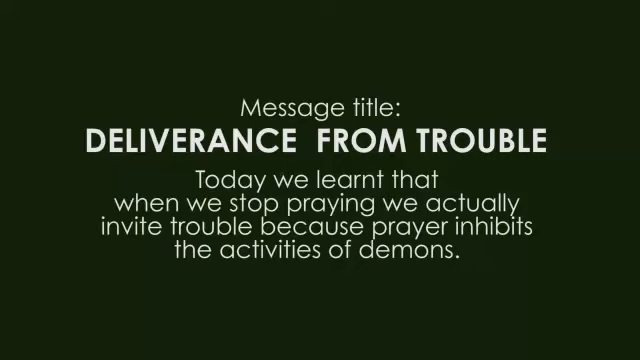 Message title:
DELIVERANCE FROM TROUBLE
Today we learnt that
when we stop praying we actually
invite trouble because prayer inhibits
the activities of demons.